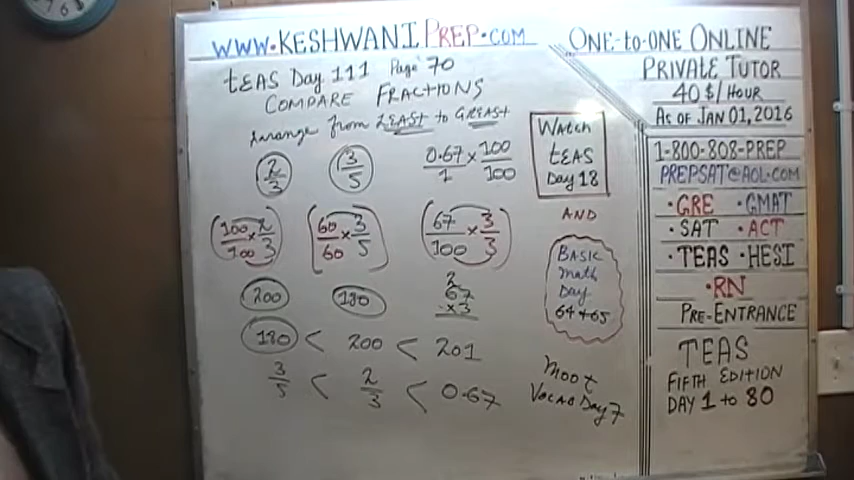 WWW.KESHWANIPREP.COM
tEAS Day 111 Page 70
COMPARE FRACTIONS
Arrange from LEAST to GREAST
2/3 3/5 0.67/1 × 100/100
(100/100 × 2/3) (60/60 × 3/5) (67/100 × 3/3)
200 180 2
67
×3
180 < 200 < 201
3/5 < 2/3 < 0.67
Watch
tEAS
Day 18
AND
BASIC
math
Day
64+65
moot
VOCAB Day 7
ONE-to-ONE ONLINE
PRIVATE TUTOR
40$/HOUR
AS OF JAN 01, 2016
1-800-808-PREP
PREPSAT@AOL.COM
•GRE •GMAT
•SAT •ACT
•TEAS •HESI
•RN
PRE-ENTRANCE
TEAS
FIFTH EDITION
DAY 1 to 80